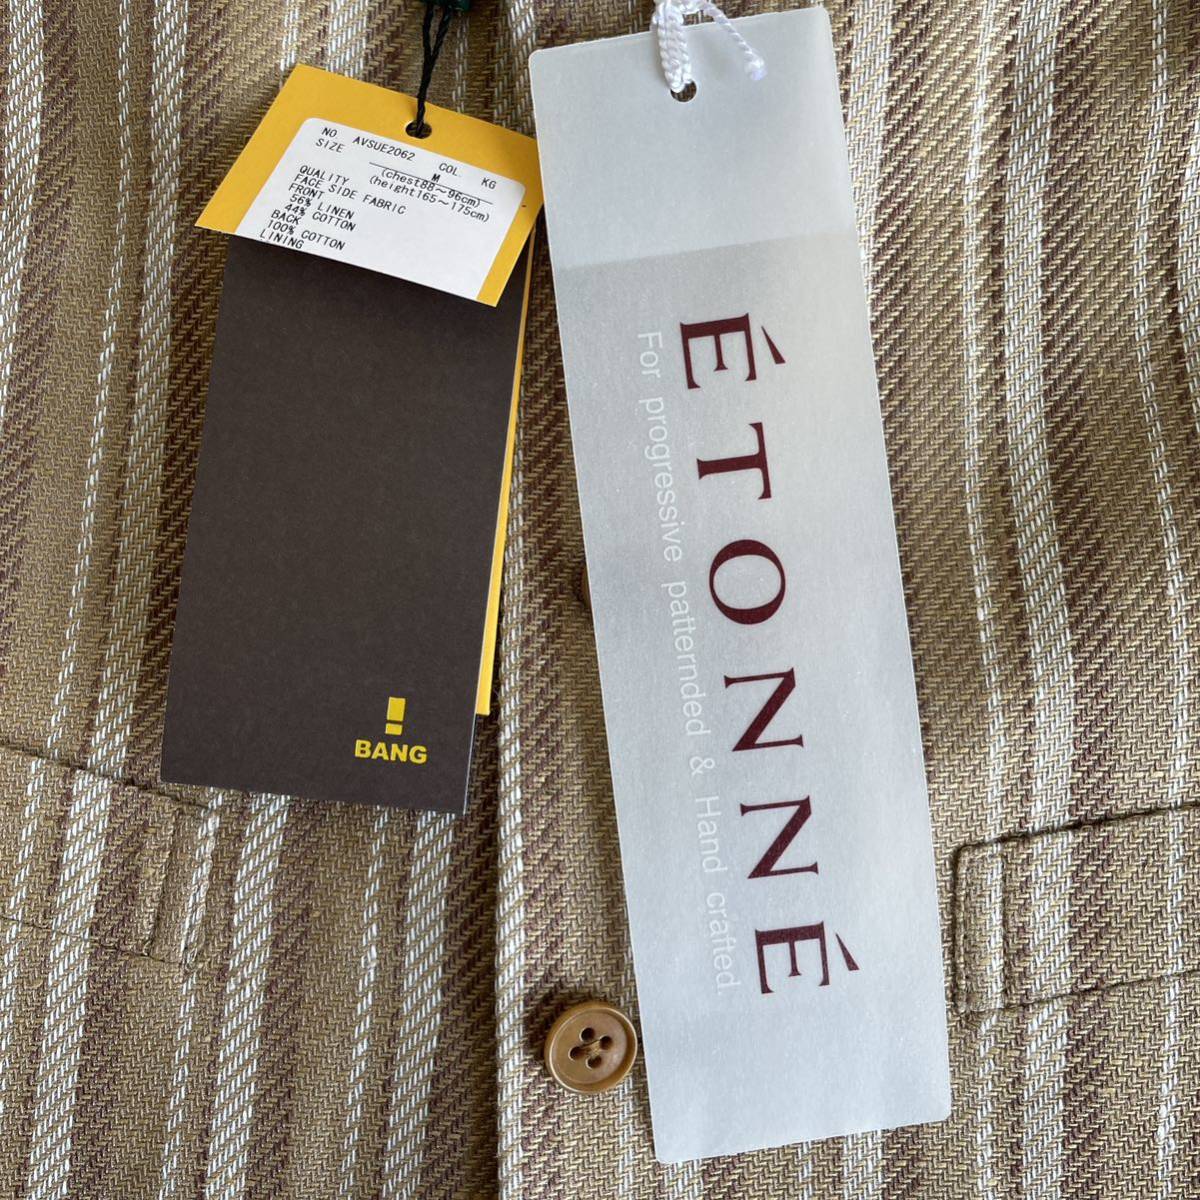 NO. AVSUE2062 COL. KG
SIZE M
(chest88～96cm)
(height165～175cm)
QUALITY
FACE SIDE FABRIC
FRONT
56% LINEN
44% COTTON
BACK
100% COTTON
LINING
BANG
ÉTONNÉ
For progressive patternded & Hand crafted.